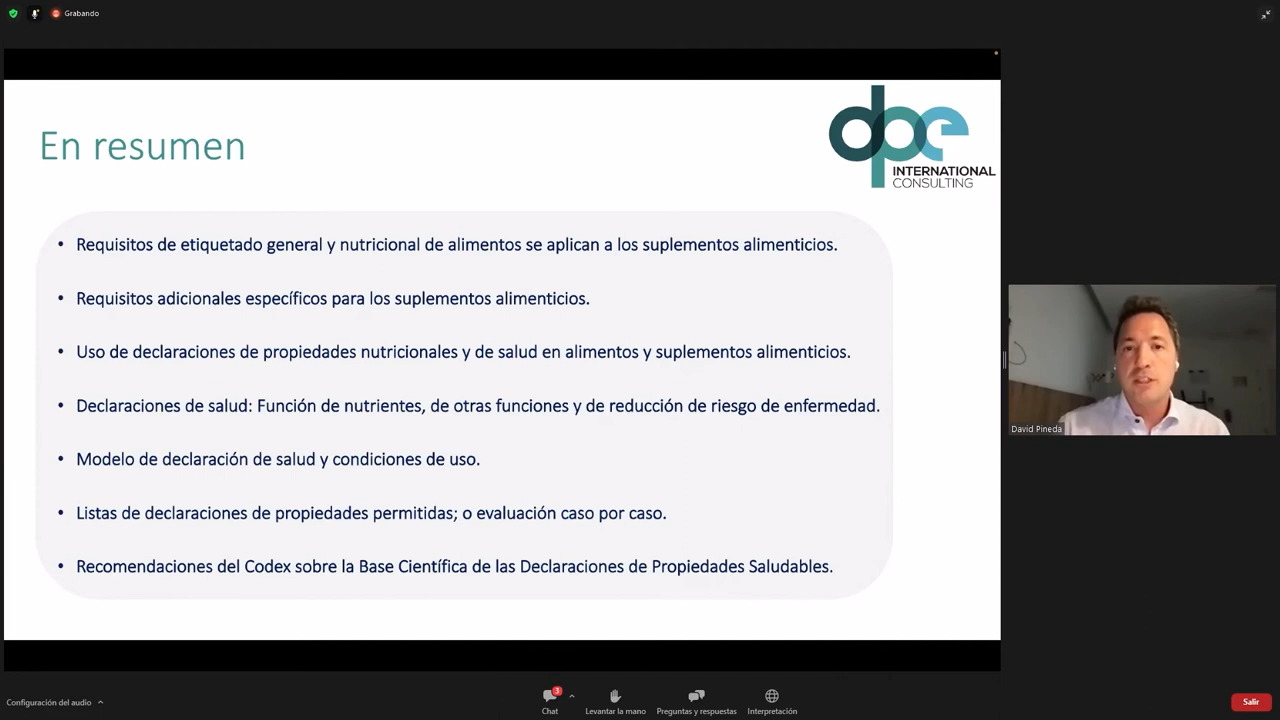 Grabando
En resumen
dpe
INTERNATIONAL
CONSULTING
• Requisitos de etiquetado general y nutricional de alimentos se aplican a los suplementos alimenticios.
• Requisitos adicionales específicos para los suplementos alimenticios.
• Uso de declaraciones de propiedades nutricionales y de salud en alimentos y suplementos alimenticios.
• Declaraciones de salud: Función de nutrientes, de otras funciones y de reducción de riesgo de enfermedad.
• Modelo de declaración de salud y condiciones de uso.
• Listas de declaraciones de propiedades permitidas; o evaluación caso por caso.
• Recomendaciones del Codex sobre la Base Científica de las Declaraciones de Propiedades Saludables.
David Pineda
Configuración del audio
3
Chat
Levantar la mano
Preguntas y respuestas
Interpretación
Salir